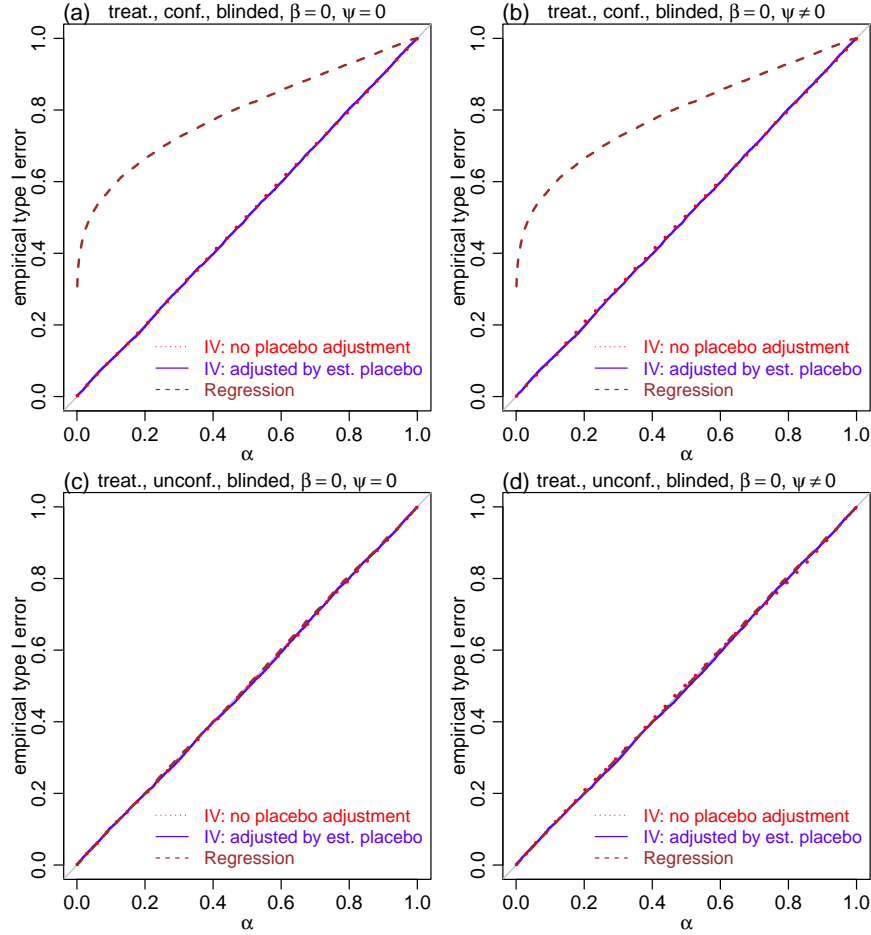 (a) treat., conf., blinded, β = 0, ψ = 0
empirical type I error
1.0
0.8
0.6
0.4
0.2
0.0
IV: no placebo adjustment
IV: adjusted by est. placebo
Regression
0.0 0.2 0.4 0.6 0.8 1.0
α
(b) treat., conf., blinded, β = 0, ψ ≠ 0
empirical type I error
1.0
0.8
0.6
0.4
0.2
0.0
IV: no placebo adjustment
IV: adjusted by est. placebo
Regression
0.0 0.2 0.4 0.6 0.8 1.0
α
(c) treat., unconf., blinded, β = 0, ψ = 0
empirical type I error
1.0
0.8
0.6
0.4
0.2
0.0
IV: no placebo adjustment
IV: adjusted by est. placebo
Regression
0.0 0.2 0.4 0.6 0.8 1.0
α
(d) treat., unconf., blinded, β = 0, ψ ≠ 0
empirical type I error
1.0
0.8
0.6
0.4
0.2
0.0
IV: no placebo adjustment
IV: adjusted by est. placebo
Regression
0.0 0.2 0.4 0.6 0.8 1.0
α